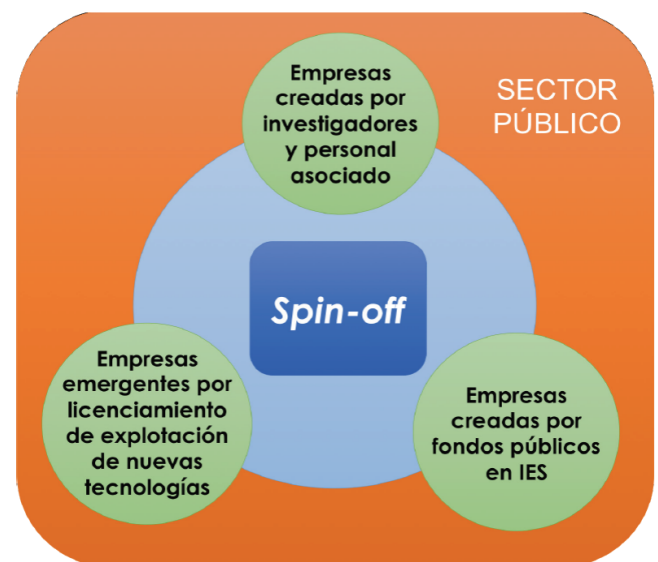 Empresas
creadas por
investigadores
y personal
asociado
SECTOR
PÚBLICO
Spin-off
Empresas
emergentes por
licenciamiento
de explotación
de nuevas
tecnologías
Empresas
creadas por
fondos públicos
en IES